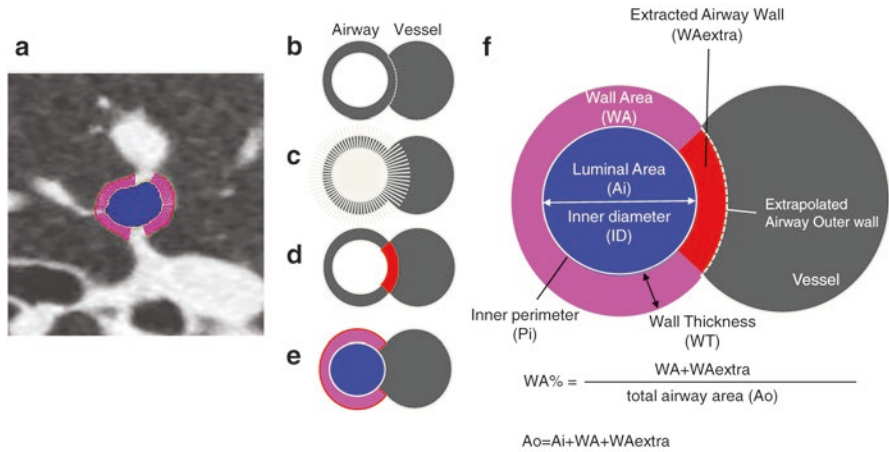 a
b
Airway Vessel
c
d
e
f
Extracted Airway Wall
(WAextra)
Wall Area
(WA)
Luminal Area
(Ai)
Inner diameter
(ID)
Extrapolated
Airway Outer wall
Vessel
Inner perimeter
(Pi)
Wall Thickness
(WT)
WA% =
WA+WAextra
total airway area (Ao)
Ao=Ai+WA+WAextra